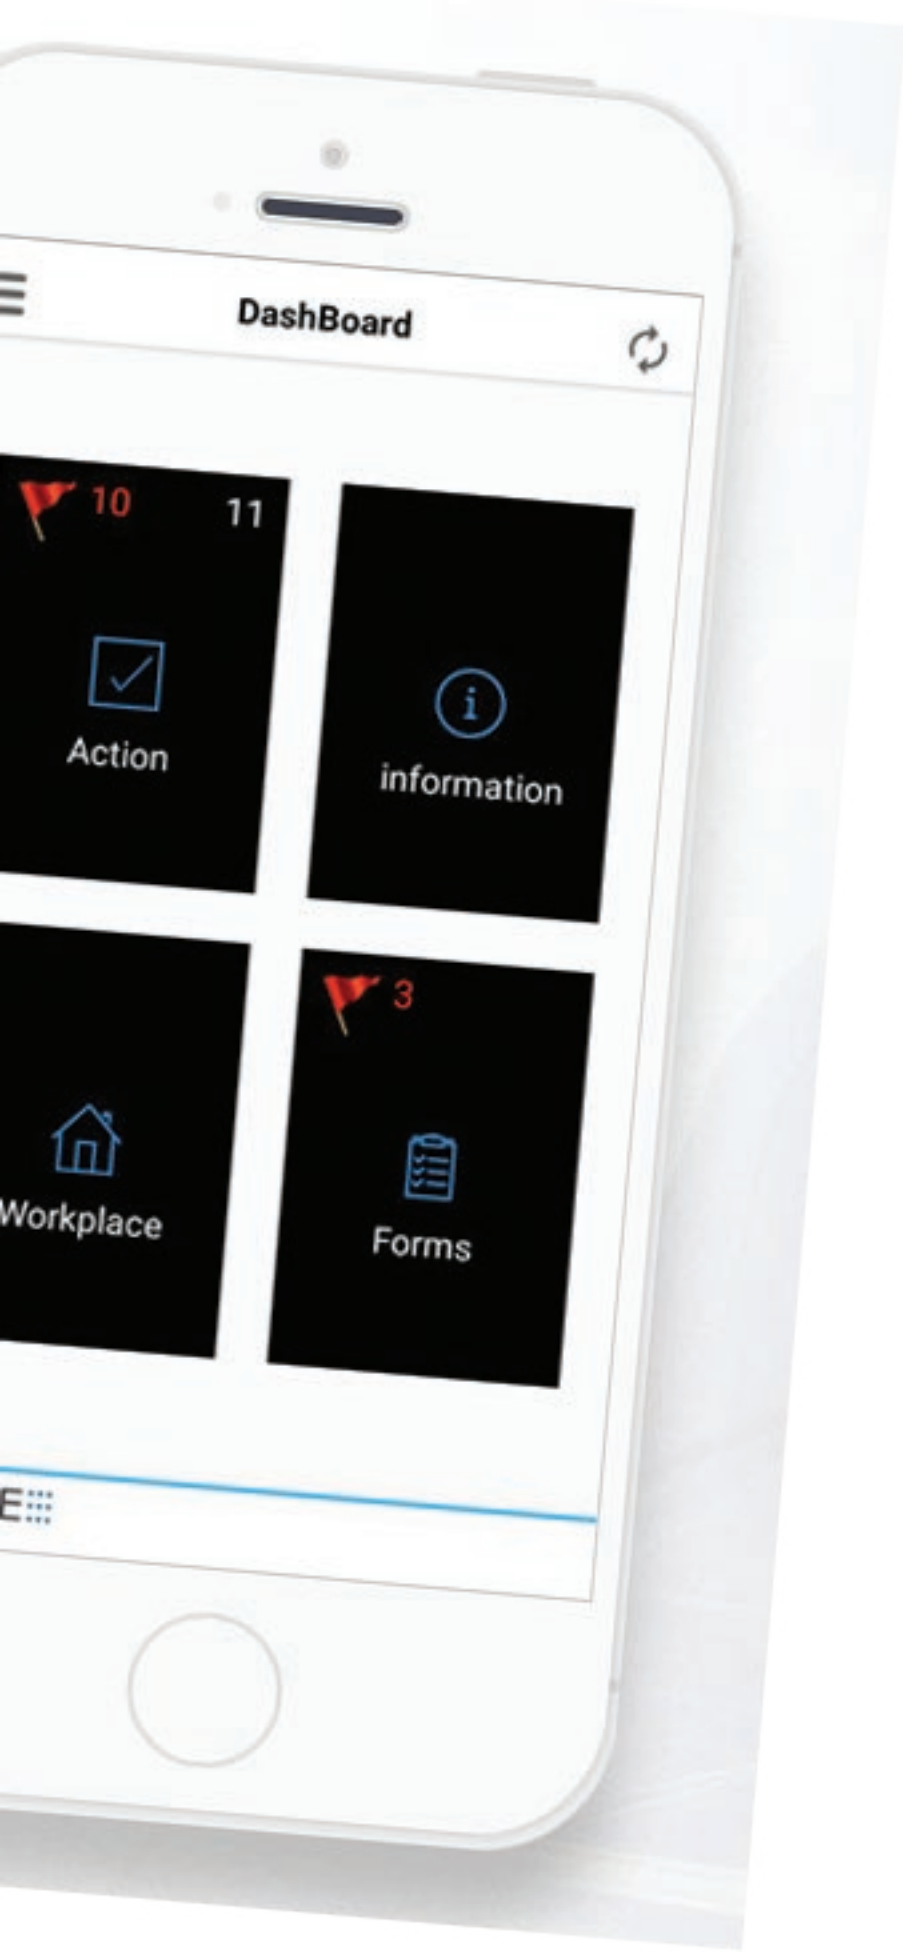 DashBoard
10 11
Action
information
3
Workplace
Forms
E